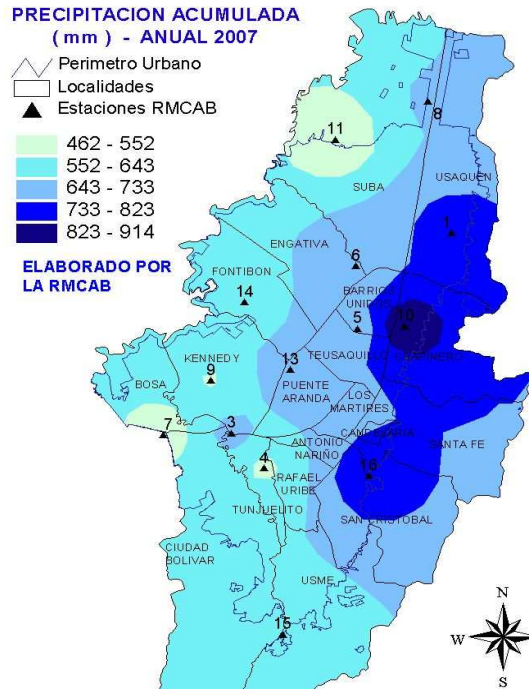 PRECIPITACION ACUMULADA
( mm ) - ANUAL 2007
Perimetro Urbano
Localidades
Estaciones RMCAB
462 - 552
552 - 643
643 - 733
733 - 823
823 - 914
ELABORADO POR
LA RMCAB
8
11
USAQUEN
SUBA
1
ENGATIVA
6
FONTIBON
BARRIOS
UNIDOS
14
5
10
TEUSAQUILLO
CHAPINERO
KENNEDY
13
9
PUENTE
ARANDA
BOSA
LOS
MARTIRES
7
3
CANDELARIA
ANTONIO
NARIÑO
SANTA FE
4
16
RAFAEL
URIBE
TUNJUELITO
SAN CRISTOBAL
CIUDAD
BOLIVAR
USME
15
N
W
E
S